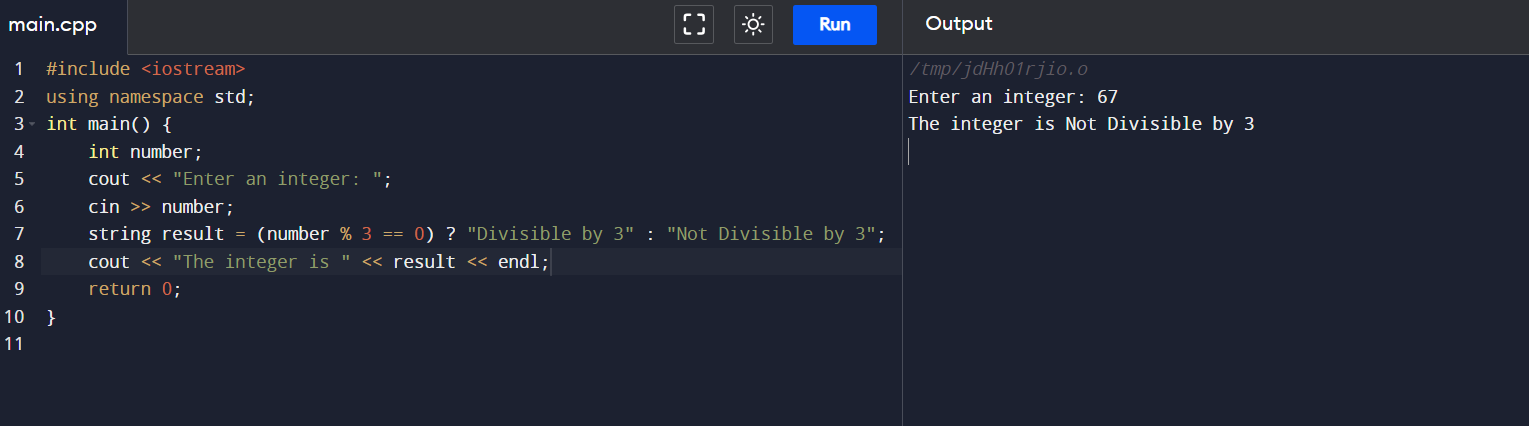 main.cpp
Run
Output
1 #include <iostream>
2 using namespace std;
3 int main() {
4     int number;
5     cout << "Enter an integer: ";
6     cin >> number;
7     string result = (number % 3 == 0) ? "Divisible by 3" : "Not Divisible by 3";
8     cout << "The integer is " << result << endl;
9     return 0;
10 }
11
/tmp/jdHhO1rjio.o
Enter an integer: 67
The integer is Not Divisible by 3